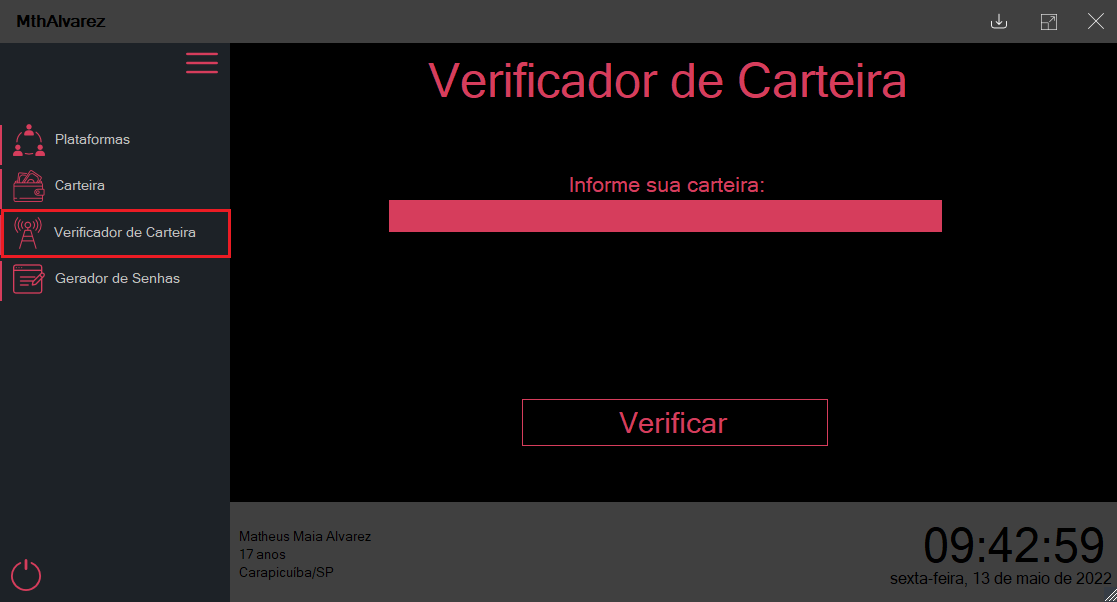 MthAlvarez
Plataformas
Carteira
Verificador de Carteira
Gerador de Senhas
Verificador de Carteira
Informe sua carteira:
Verificar
Matheus Maia Alvarez
17 anos
Carapicuíba/SP
09:42:59
sexta-feira, 13 de maio de 2022